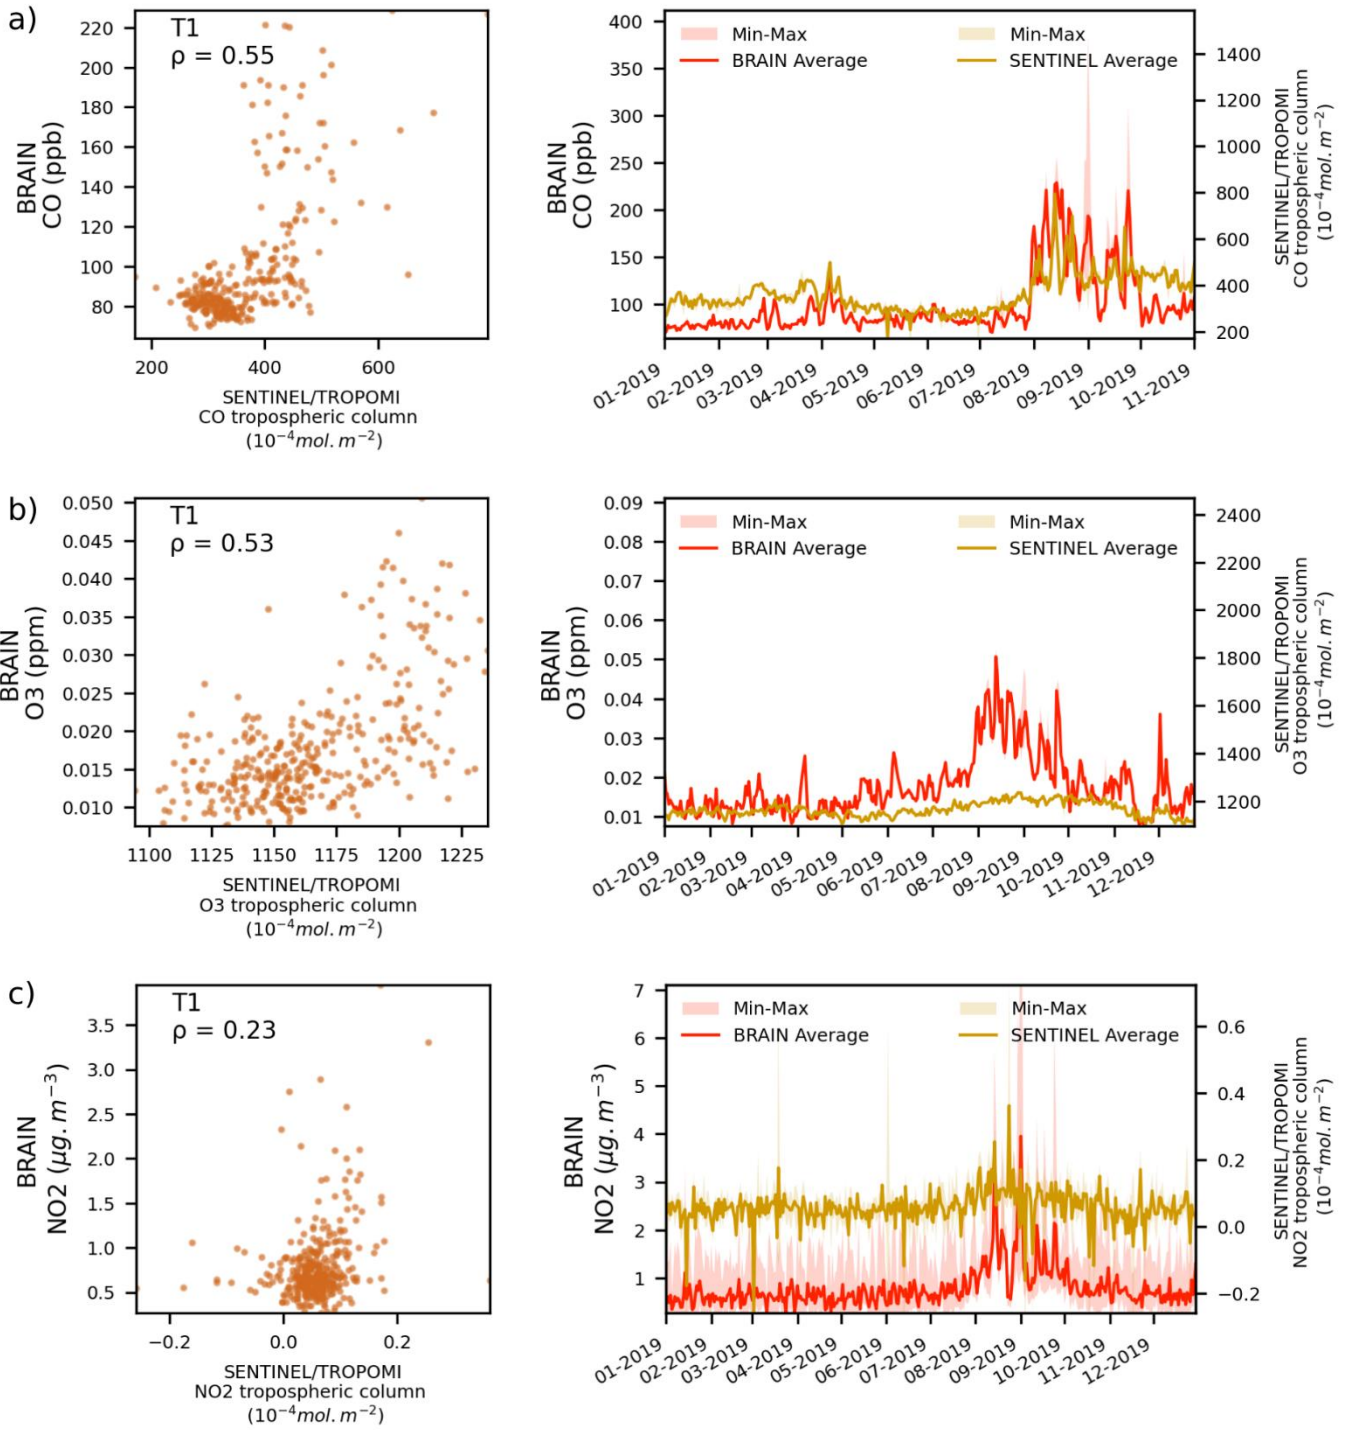 a)
T1
ρ = 0.55
220
200
180
160
140
120
100
80
BRAIN
CO (ppb)
200
400
600
SENTINEL/TROPOMI
CO tropospheric column
(10⁻⁴mol.m⁻²)
400
350
300
250
200
150
100
BRAIN
CO (ppb)
Min-Max
BRAIN Average
Min-Max
SENTINEL Average
1400
1200
1000
800
600
400
200
SENTINEL/TROPOMI
CO tropospheric column
(10⁻⁴mol.m⁻²)
01-2019
02-2019
03-2019
04-2019
05-2019
06-2019
07-2019
08-2019
09-2019
10-2019
11-2019
b)
T1
ρ = 0.53
0.050
0.045
0.040
0.035
0.030
0.025
0.020
0.015
0.010
BRAIN
O3 (ppm)
1100
1125
1150
1175
1200
1225
SENTINEL/TROPOMI
O3 tropospheric column
(10⁻⁴mol.m⁻²)
0.09
0.08
0.07
0.06
0.05
0.04
0.03
0.02
0.01
BRAIN
O3 (ppm)
Min-Max
BRAIN Average
Min-Max
SENTINEL Average
2400
2200
2000
1800
1600
1400
1200
SENTINEL/TROPOMI
O3 tropospheric column
(10⁻⁴mol.m⁻²)
01-2019
02-2019
03-2019
04-2019
05-2019
06-2019
07-2019
08-2019
09-2019
10-2019
11-2019
12-2019
c)
T1
ρ = 0.23
3.5
3.0
2.5
2.0
1.5
1.0
0.5
BRAIN
NO2 (μg.m⁻³)
−0.2
0.0
0.2
SENTINEL/TROPOMI
NO2 tropospheric column
(10⁻⁴mol.m⁻²)
7
6
5
4
3
2
1
BRAIN
NO2 (μg.m⁻³)
Min-Max
BRAIN Average
Min-Max
SENTINEL Average
0.6
0.4
0.2
0.0
−0.2
SENTINEL/TROPOMI
NO2 tropospheric column
(10⁻⁴mol.m⁻²)
01-2019
02-2019
03-2019
04-2019
05-2019
06-2019
07-2019
08-2019
09-2019
10-2019
11-2019
12-2019